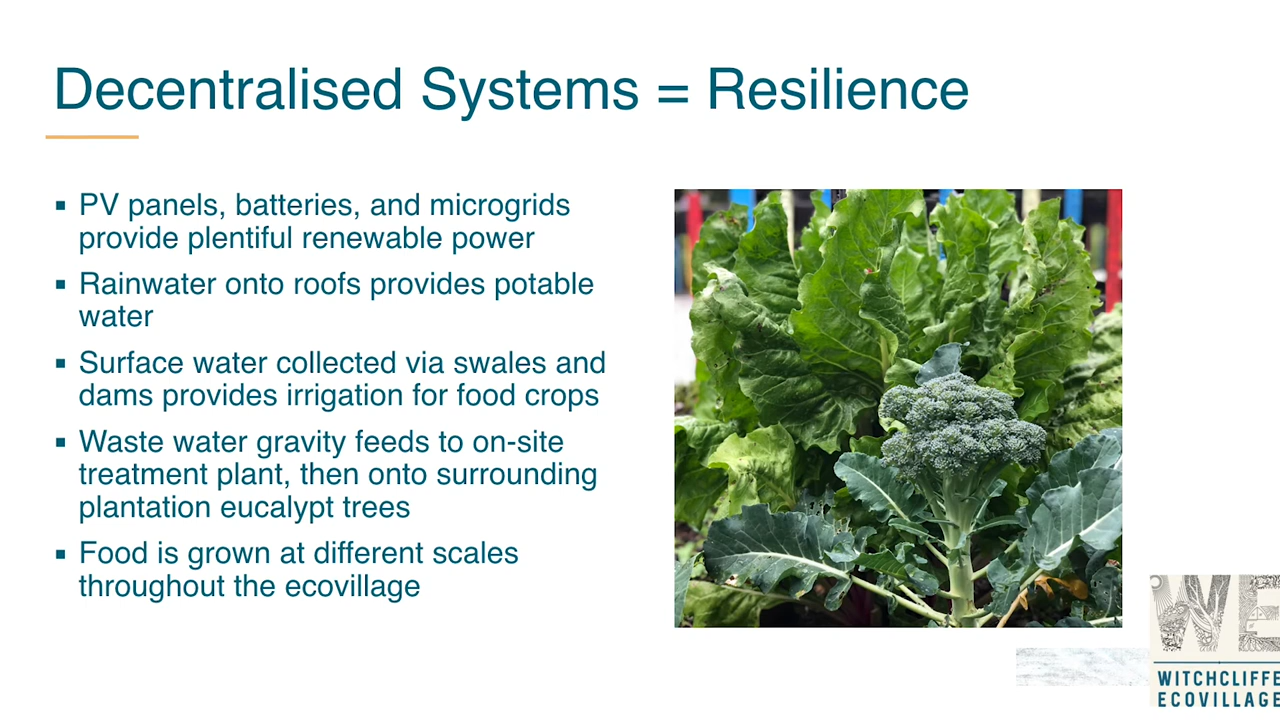 Decentralised Systems = Resilience
▪ PV panels, batteries, and microgrids
provide plentiful renewable power
▪ Rainwater onto roofs provides potable
water
▪ Surface water collected via swales and
dams provides irrigation for food crops
▪ Waste water gravity feeds to on-site
treatment plant, then onto surrounding
plantation eucalypt trees
▪ Food is grown at different scales
throughout the ecovillage
WE
WITCHCLIFFE
ECOVILLAGE